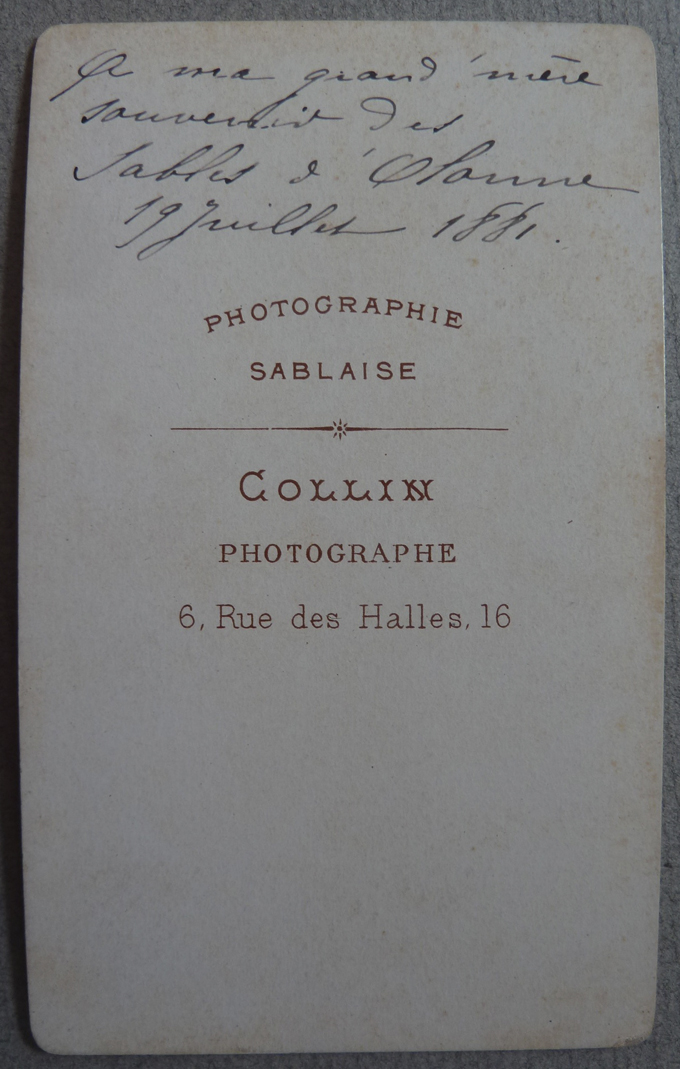 A ma grand'mère
souvenir des
Sables d'Olonne
19 Juillet 1881.
PHOTOGRAPHIE
SABLAISE
COLLIN
PHOTOGRAPHE
6, Rue des Halles, 16